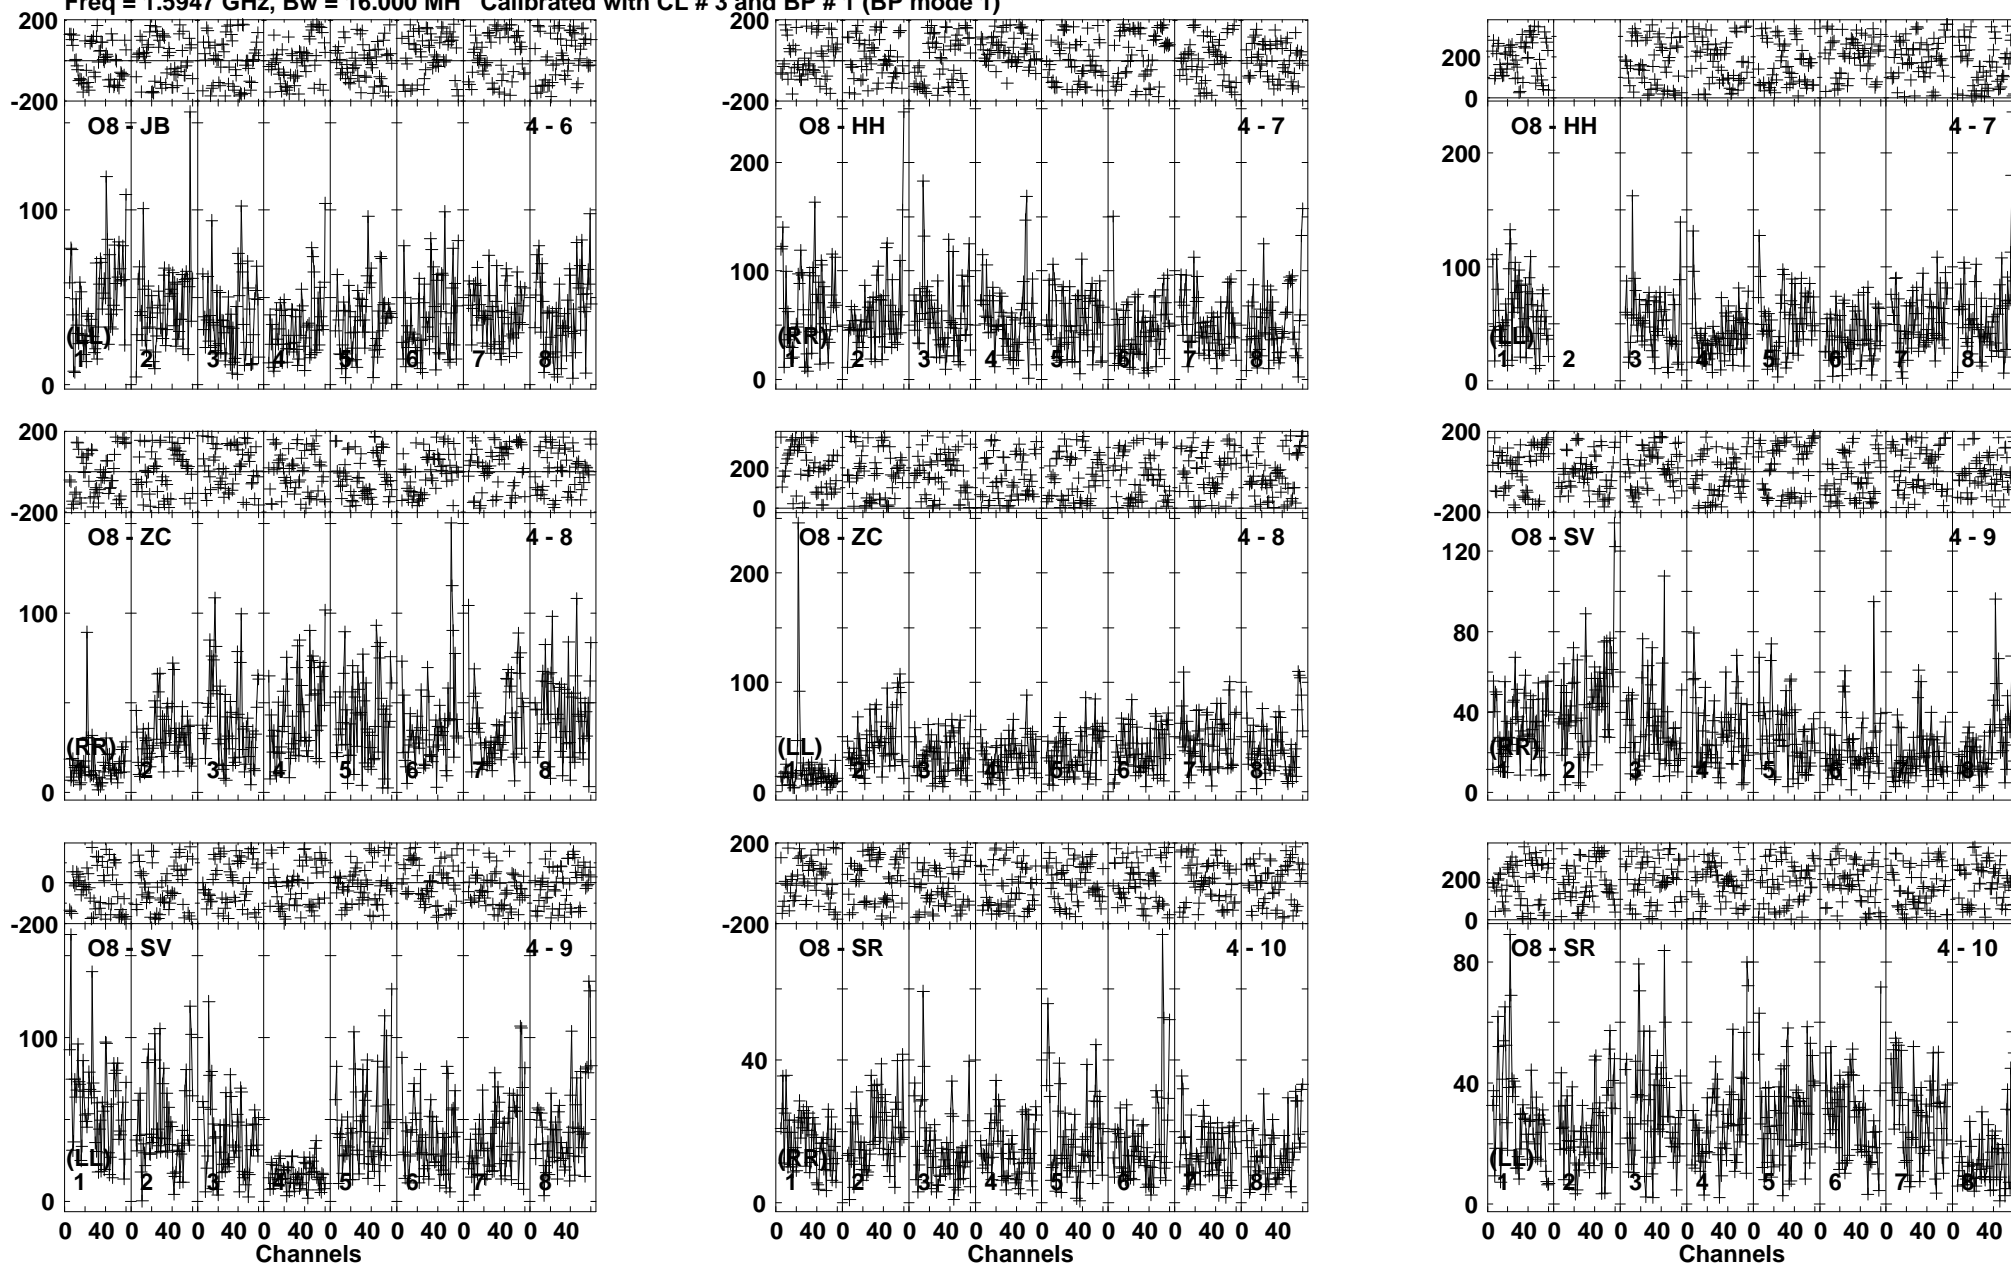 Freq = 1.5947 GHz, Bw = 16.000 MH Calibrated with CL # 3 and BP # 1 (BP mode 1)
200 200
200
-200 -200 0
O8 - JB 4 - 6 O8 - HH 4 - 7 O8 - HH 4 - 7
200 200
100 100 100
(LL) (RR) (LL)
1 2 3 4 5 6 7 8 1 2 3 4 5 6 7 8 1 2 3 4 5 6 7 8
0 0 0
200 200
200
-200 0 -200
O8 - ZC 4 - 8 O8 - ZC 4 - 8 O8 - SV 4 - 9
200 120
100 100 80
40
(RR) (LL) (RR)
1 2 3 4 5 6 7 8 1 2 3 4 5 6 7 8 1 2 3 4 5 6 7 8
0 0 0
200
0 200
-200 -200 0
O8 - SV 4 - 9 O8 - SR 4 - 10 O8 - SR 4 - 10
80
100 40 40
(LL) (RR) (LL)
1 2 3 4 5 6 7 8 1 2 3 4 5 6 7 8 1 2 3 4 5 6 7 8
0 0 0
0 40 0 40 0 40 0 40 0 40 0 40 0 40 0 40 0 40 0 40 0 40 0 40 0 40 0 40 0 40 0 40 0 40 0 40 0 40 0 40 0 40 0 40 0 40 0 40
Channels Channels Channels